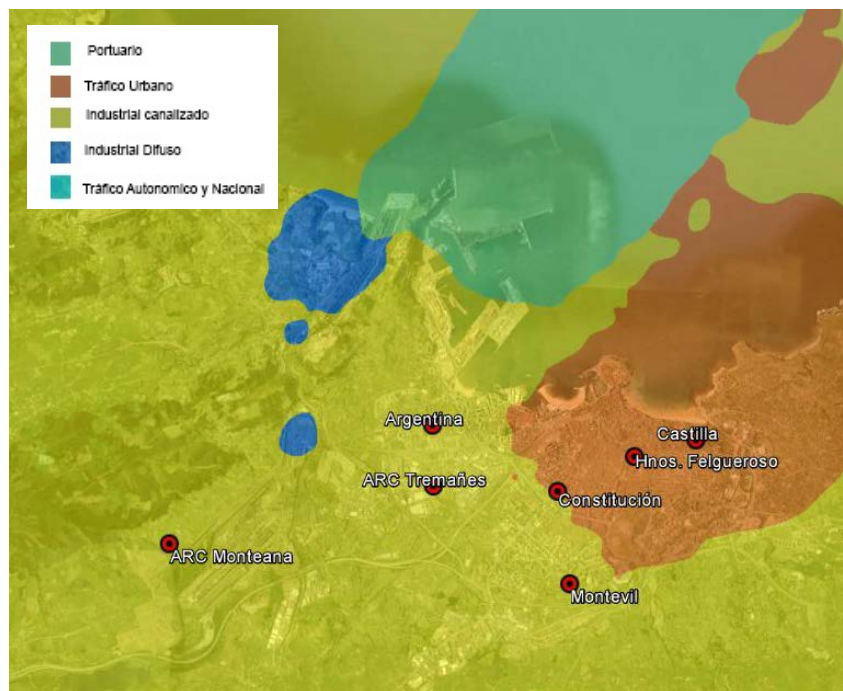 Portuario
Tráfico Urbano
Industrial canalizado
Industrial Difuso
Tráfico Autonomico y Nacional
Argentina
Castilla
Hnos. Felgueroso
ARC Tremañes
Constitución
ARC Monteana
Montevil